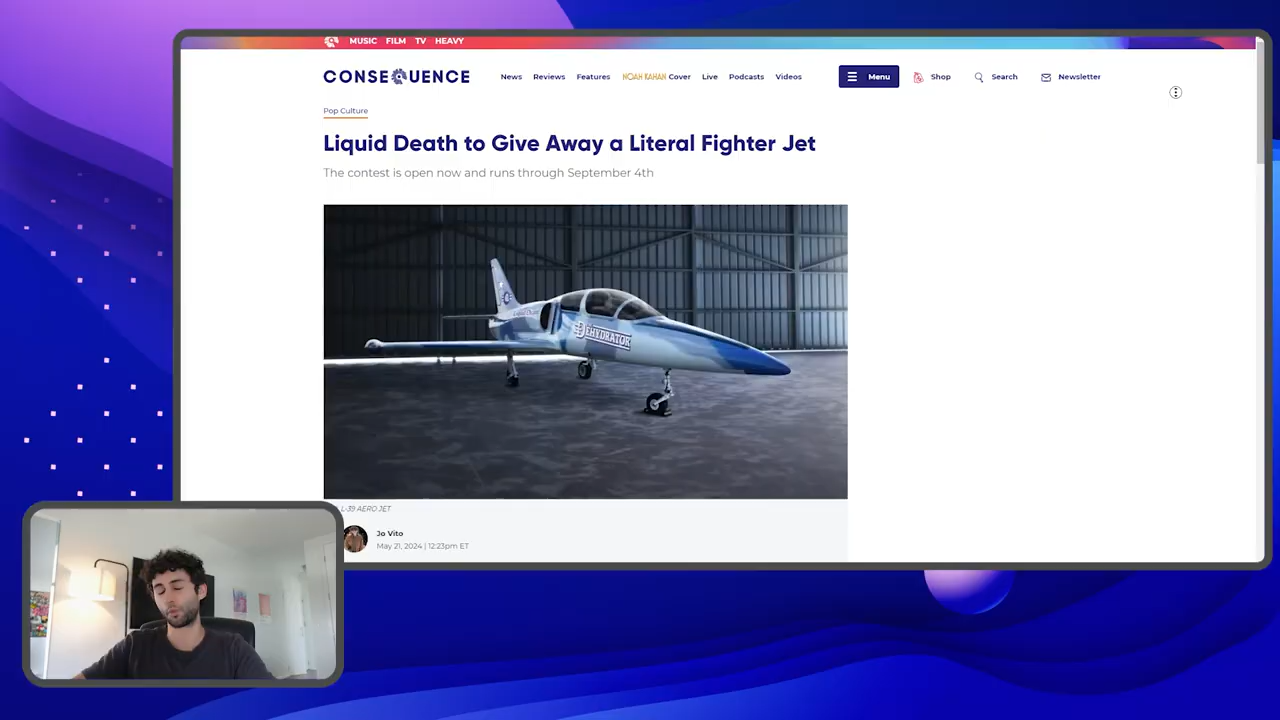 MUSIC FILM TV HEAVY
CONSEQUENCE News Reviews Features NOAH KAHAN Cover Live Podcasts Videos Menu Shop Search Newsletter
Pop Culture
Liquid Death to Give Away a Literal Fighter Jet
The contest is open now and runs through September 4th
DEHYDRATOR
L-39 AERO JET
Jo Vito
May 21, 2024 | 12:23pm ET